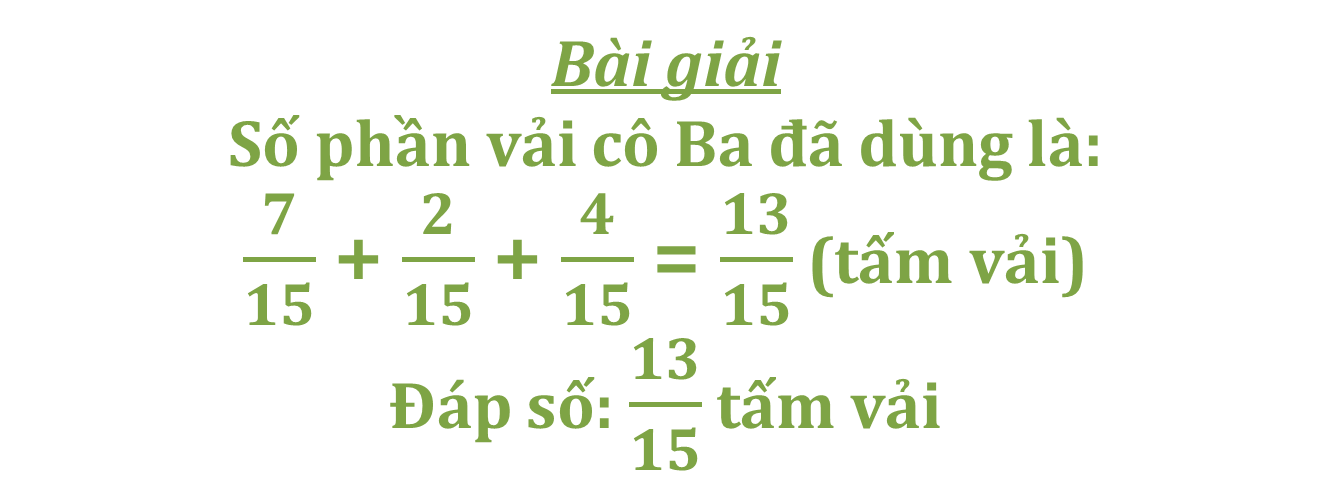 Bài giải
Số phần vải cô Ba đã dùng là:
7/15 + 2/15 + 4/15 = 13/15 (tấm vải)
Đáp số: 13/15 tấm vải